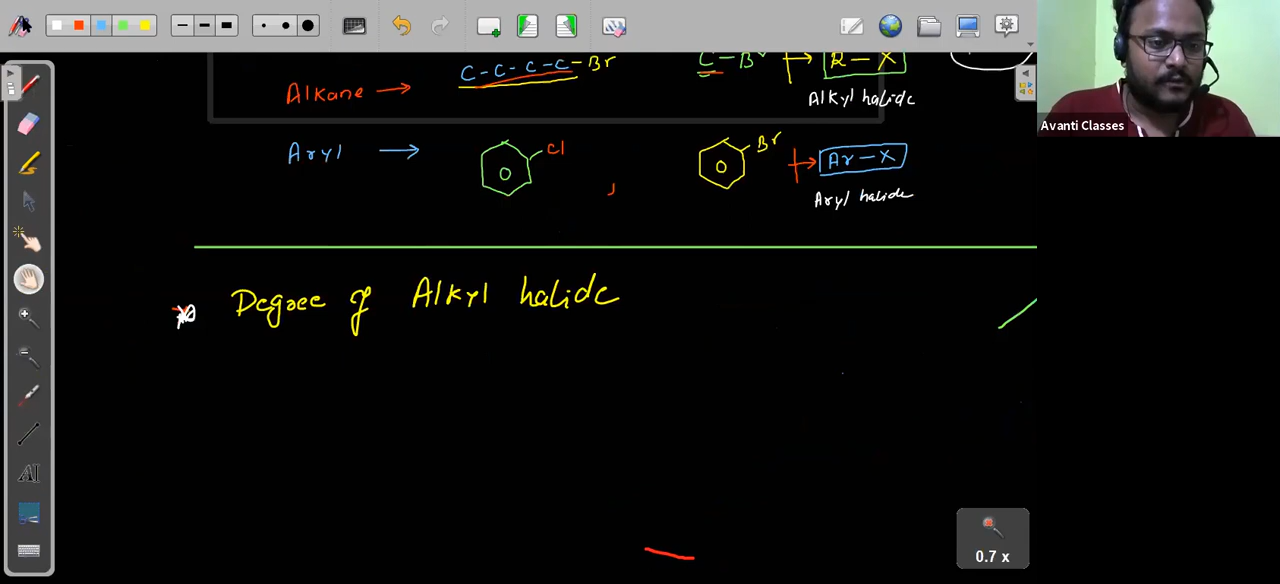 Alkane → C-C-C-C-Br C-Br → R-X
Alkyl halide
Avanti Classes
Aryl → Cl , Br → Ar-X
Aryl halide
* Degree of Alkyl halide
AI
0.7 x